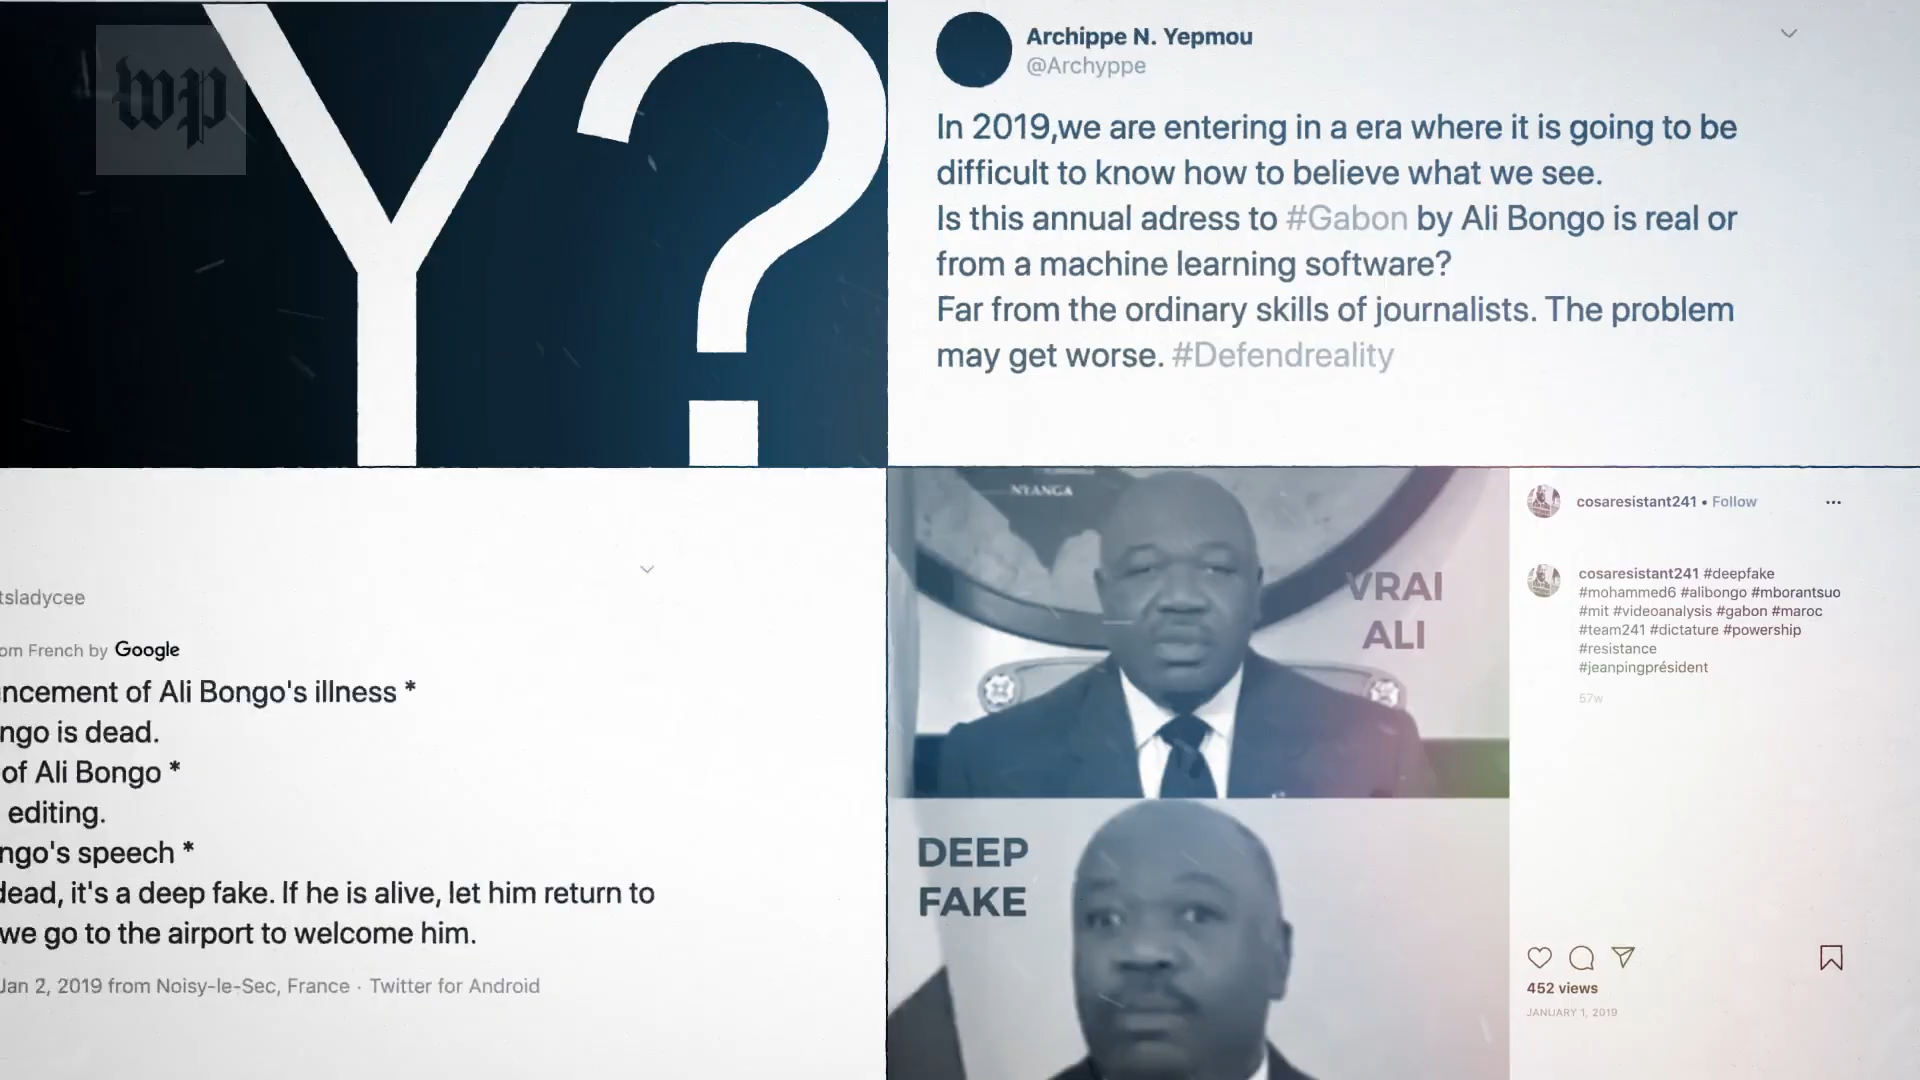 wp
Y?
Archippe N. Yepmou
@Archyppe
In 2019,we are entering in a era where it is going to be
difficult to know how to believe what we see.
Is this annual adress to #Gabon by Ali Bongo is real or
from a machine learning software?
Far from the ordinary skills of journalists. The problem
may get worse. #Defendreality
tsladycee
om French by Google
ncement of Ali Bongo's illness *
ngo is dead.
of Ali Bongo *
editing.
ngo's speech *
dead, it's a deep fake. If he is alive, let him return to
we go to the airport to welcome him.
Jan 2, 2019 from Noisy-le-Sec, France · Twitter for Android
NYANGA
VRAI
ALI
DEEP
FAKE
cosaresistant241 • Follow
cosaresistant241 #deepfake
#mohammed6 #alibongo #mborantsuo
#mit #videoanalysis #gabon #maroc
#team241 #dictature #powership
#resistance
#jeanpingprésident
57w
452 views
JANUARY 1, 2019